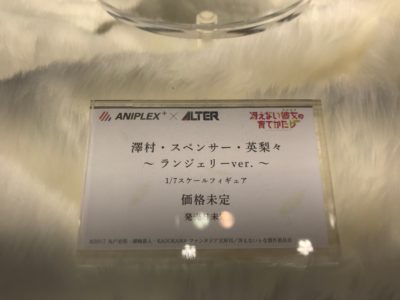 ANIPLEX+ × ALTER
冴えない彼女の
育てかた♭
澤村・スペンサー・英梨々
～ ランジェリーver. ～
1/7スケールフィギュア
価格未定